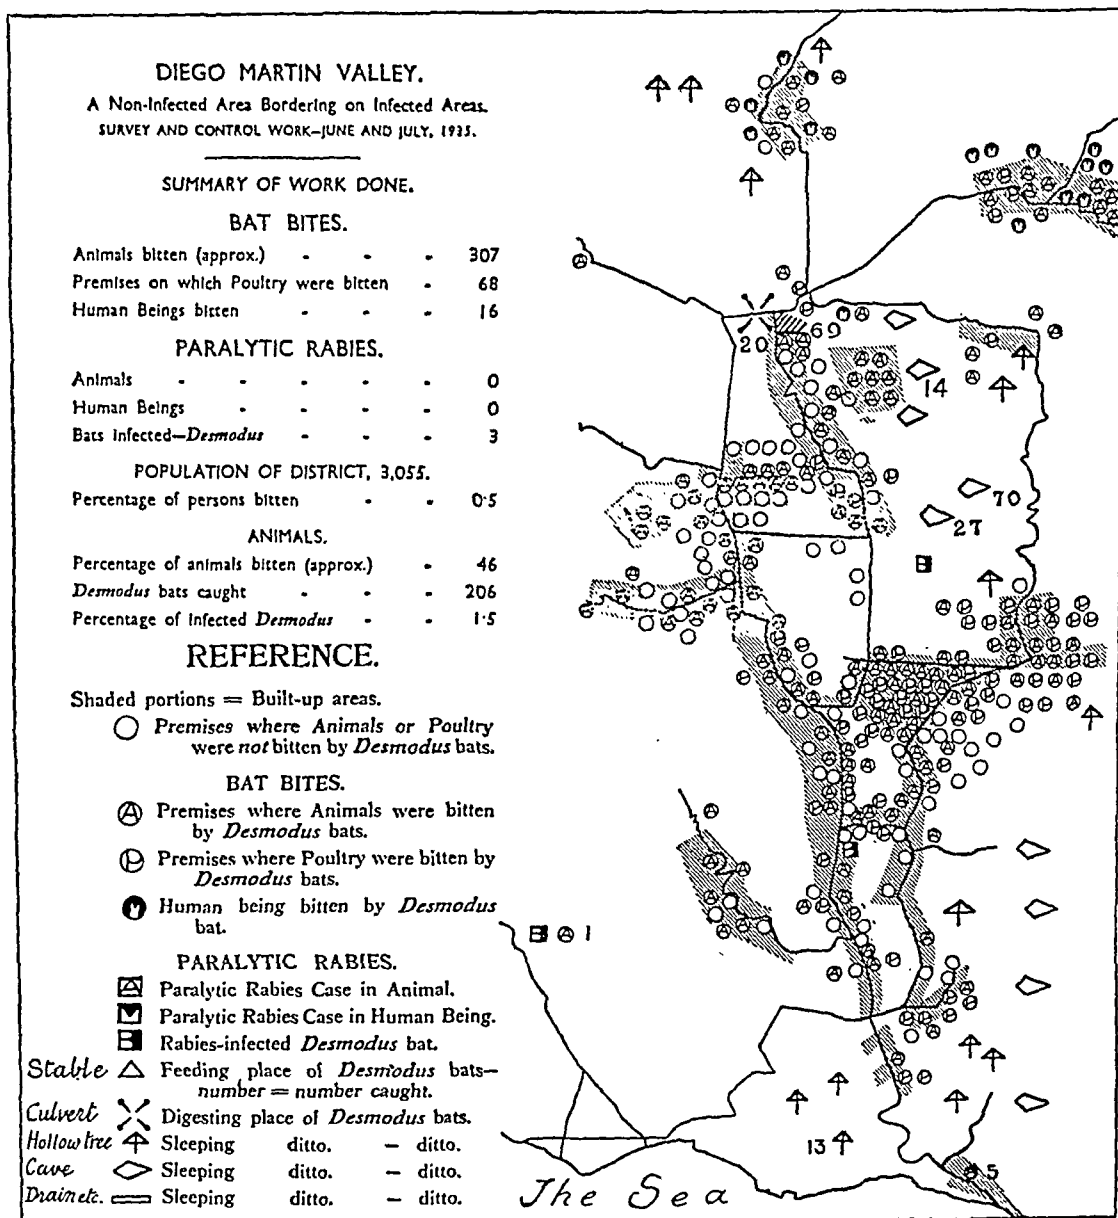 DIEGO MARTIN VALLEY.
A Non-Infected Area Bordering on Infected Areas.
SURVEY AND CONTROL WORK—JUNE AND JULY, 1935.
SUMMARY OF WORK DONE.
BAT BITES.
Animals bitten (approx.) - - - 307
Premises on which Poultry were bitten - 68
Human Beings bitten - - - 16
PARALYTIC RABIES.
Animals - - - - - - 0
Human Beings - - - - 0
Bats Infected—Desmodus - - - 3
POPULATION OF DISTRICT, 3,055.
Percentage of persons bitten - - 0·5
ANIMALS.
Percentage of animals bitten (approx.) - 46
Desmodus bats caught - - - 206
Percentage of Infected Desmodus - - 1·5
REFERENCE.
Shaded portions = Built-up areas.
Premises where Animals or Poultry
were not bitten by Desmodus bats.
BAT BITES.
A Premises where Animals were bitten
by Desmodus bats.
P Premises where Poultry were bitten by
Desmodus bats.
Human being bitten by Desmodus
bat.
PARALYTIC RABIES.
A Paralytic Rabies Case in Animal.
Paralytic Rabies Case in Human Being.
B Rabies-infected Desmodus bat.
Stable Feeding place of Desmodus bats—
number = number caught.
Culvert Digesting place of Desmodus bats.
Hollow tree Sleeping ditto. — ditto.
Cave Sleeping ditto. — ditto.
Drain etc. Sleeping ditto. — ditto.
69
20
14
70
27
B
B
B A 1
13
5
The Sea